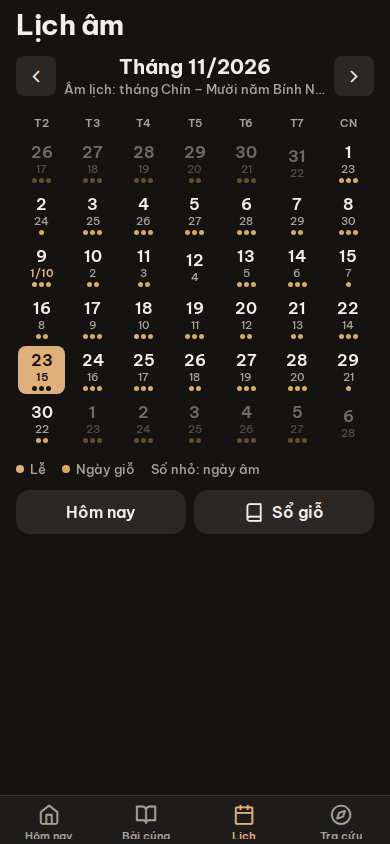 Lịch âm
Tháng 11/2026
Âm lịch: tháng Chín – Mười năm Bính N...
T2 T3 T4 T5 T6 T7 CN
26 27 28 29 30 31 1
17 18 19 20 21 22 23
2 3 4 5 6 7 8
24 25 26 27 28 29 30
9 10 11 12 13 14 15
1/10 2 3 4 5 6 7
16 17 18 19 20 21 22
8 9 10 11 12 13 14
23 24 25 26 27 28 29
15 16 17 18 19 20 21
30 1 2 3 4 5 6
22 23 24 25 26 27 28
Lễ Ngày giỗ Số nhỏ: ngày âm
Hôm nay Sổ giỗ
Hôm nay Bài cúng Lịch Tra cứu